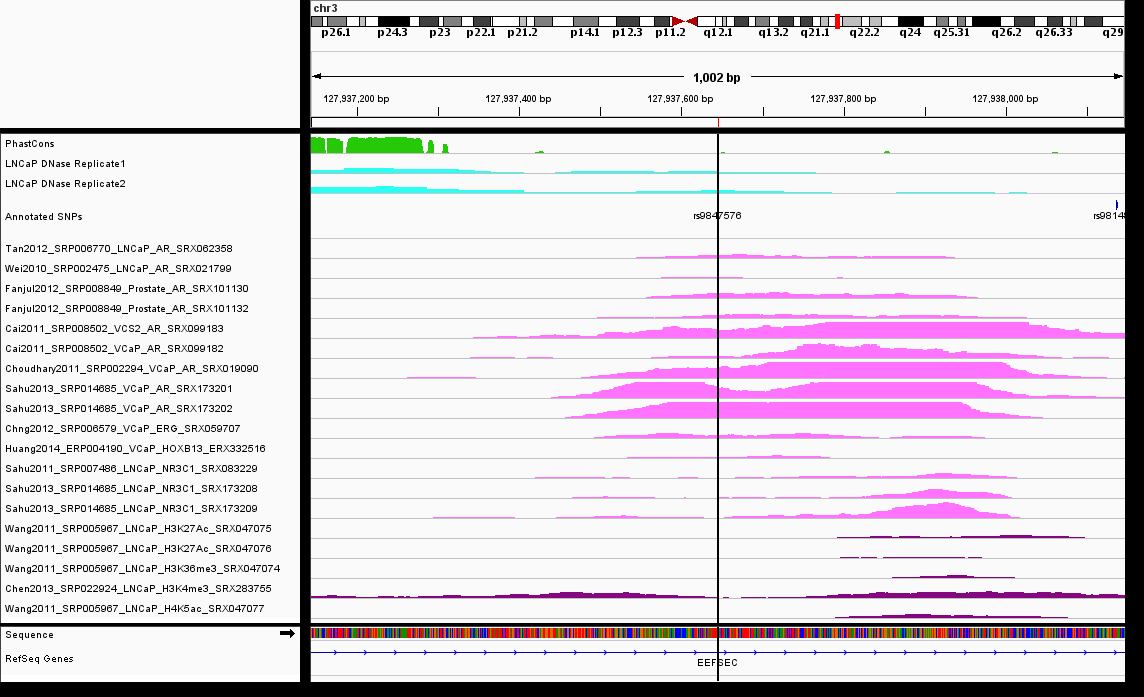 chr3
p26.1 p24.3 p23 p22.1 p21.2 p14.1 p12.3 p11.2 q12.1 q13.2 q21.1 q22.2 q24 q25.31 q26.2 q26.33 q29
1,002 bp
127,937,200 bp 127,937,400 bp 127,937,600 bp 127,937,800 bp 127,938,000 bp
PhastCons
LNCaP DNase Replicate1
LNCaP DNase Replicate2
Annotated SNPs
rs9847576 rs9814
Tan2012_SRP006770_LNCaP_AR_SRX062358
Wei2010_SRP002475_LNCaP_AR_SRX021799
Fanjul2012_SRP008849_Prostate_AR_SRX101130
Fanjul2012_SRP008849_Prostate_AR_SRX101132
Cai2011_SRP008502_VCS2_AR_SRX099183
Cai2011_SRP008502_VCaP_AR_SRX099182
Choudhary2011_SRP002294_VCaP_AR_SRX019090
Sahu2013_SRP014685_VCaP_AR_SRX173201
Sahu2013_SRP014685_VCaP_AR_SRX173202
Chng2012_SRP006579_VCaP_ERG_SRX059707
Huang2014_ERP004190_VCaP_HOXB13_ERX332516
Sahu2011_SRP007486_LNCaP_NR3C1_SRX083229
Sahu2013_SRP014685_LNCaP_NR3C1_SRX173208
Sahu2013_SRP014685_LNCaP_NR3C1_SRX173209
Wang2011_SRP005967_LNCaP_H3K27Ac_SRX047075
Wang2011_SRP005967_LNCaP_H3K27Ac_SRX047076
Wang2011_SRP005967_LNCaP_H3K36me3_SRX047074
Chen2013_SRP022924_LNCaP_H3K4me3_SRX283755
Wang2011_SRP005967_LNCaP_H4K5ac_SRX047077
Sequence
RefSeq Genes
EEFSEC